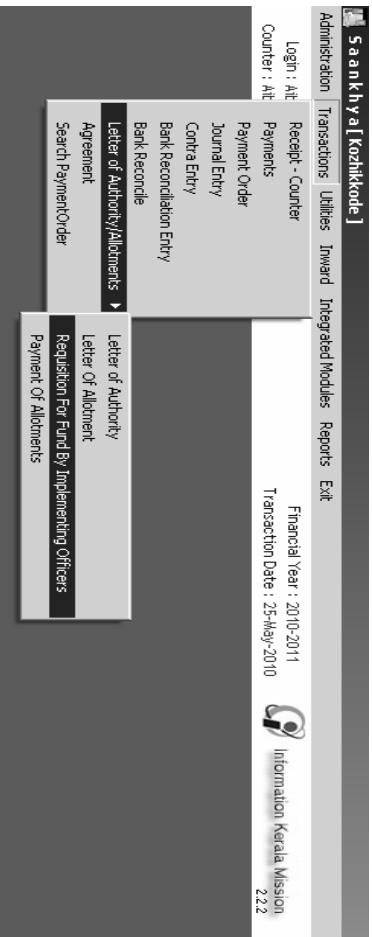 Saankhya [ Kozhikkode ]
Administration Transactions Utilities Inward Integrated Modules Reports Exit
Login : Ait
Counter : Ait
Financial Year : 2010-2011
Transaction Date : 25-May-2010
Information Kerala Mission
2.2.2
Receipt - Counter
Payments
Payment Order
Journal Entry
Contra Entry
Bank Reconciliation Entry
Bank Reconcile
Letter of Authority/Allotments
Agreement
Search PaymentOrder
Letter of Authority
Letter Of Allotment
Requisition For Fund By Implementing Officers
Payment Of Allotments